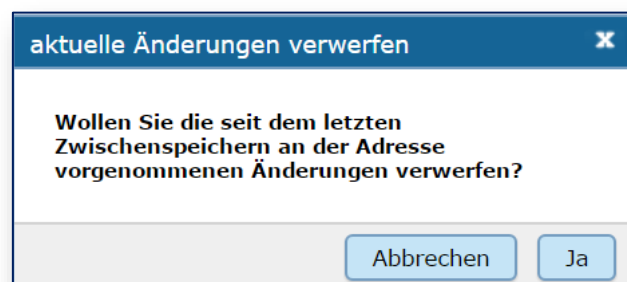 aktuelle Änderungen verwerfen x
Wollen Sie die seit dem letzten
Zwischenspeichern an der Adresse
vorgenommenen Änderungen verwerfen?
Abbrechen Ja